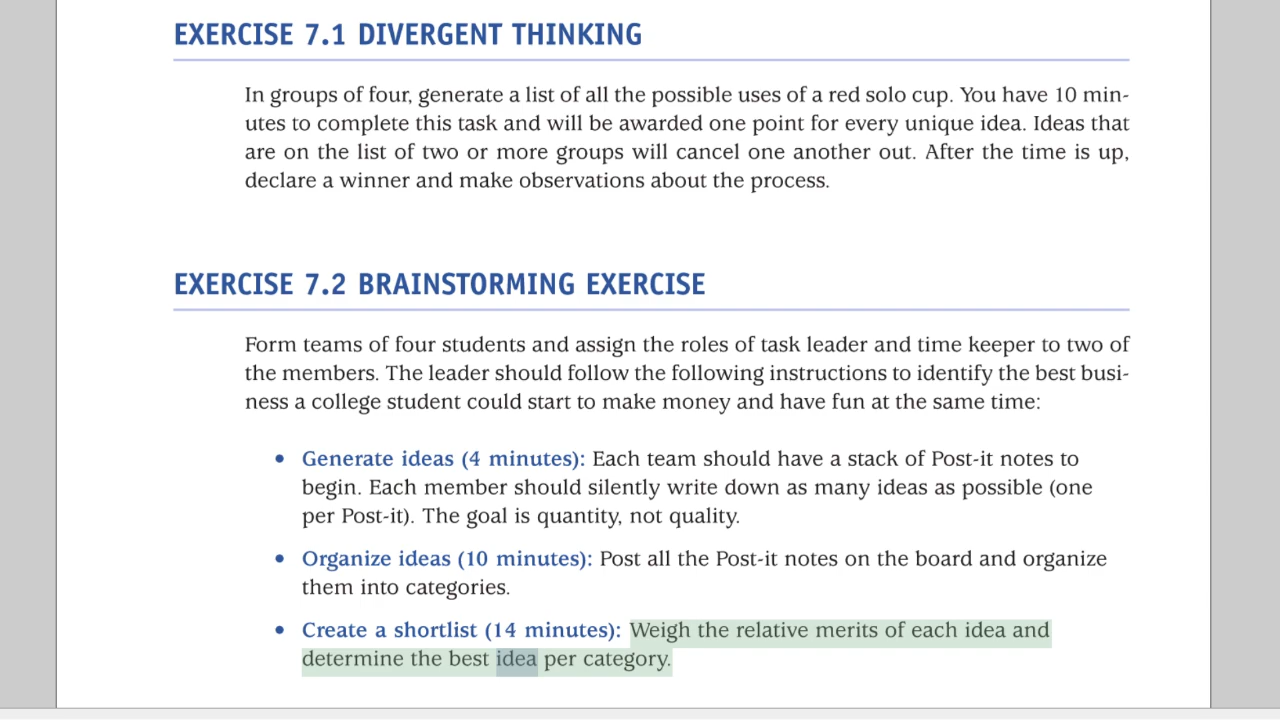 EXERCISE 7.1 DIVERGENT THINKING
In groups of four, generate a list of all the possible uses of a red solo cup. You have 10 min-
utes to complete this task and will be awarded one point for every unique idea. Ideas that
are on the list of two or more groups will cancel one another out. After the time is up,
declare a winner and make observations about the process.
EXERCISE 7.2 BRAINSTORMING EXERCISE
Form teams of four students and assign the roles of task leader and time keeper to two of
the members. The leader should follow the following instructions to identify the best busi-
ness a college student could start to make money and have fun at the same time:
• Generate ideas (4 minutes): Each team should have a stack of Post-it notes to
begin. Each member should silently write down as many ideas as possible (one
per Post-it). The goal is quantity, not quality.
• Organize ideas (10 minutes): Post all the Post-it notes on the board and organize
them into categories.
• Create a shortlist (14 minutes): Weigh the relative merits of each idea and
determine the best idea per category.